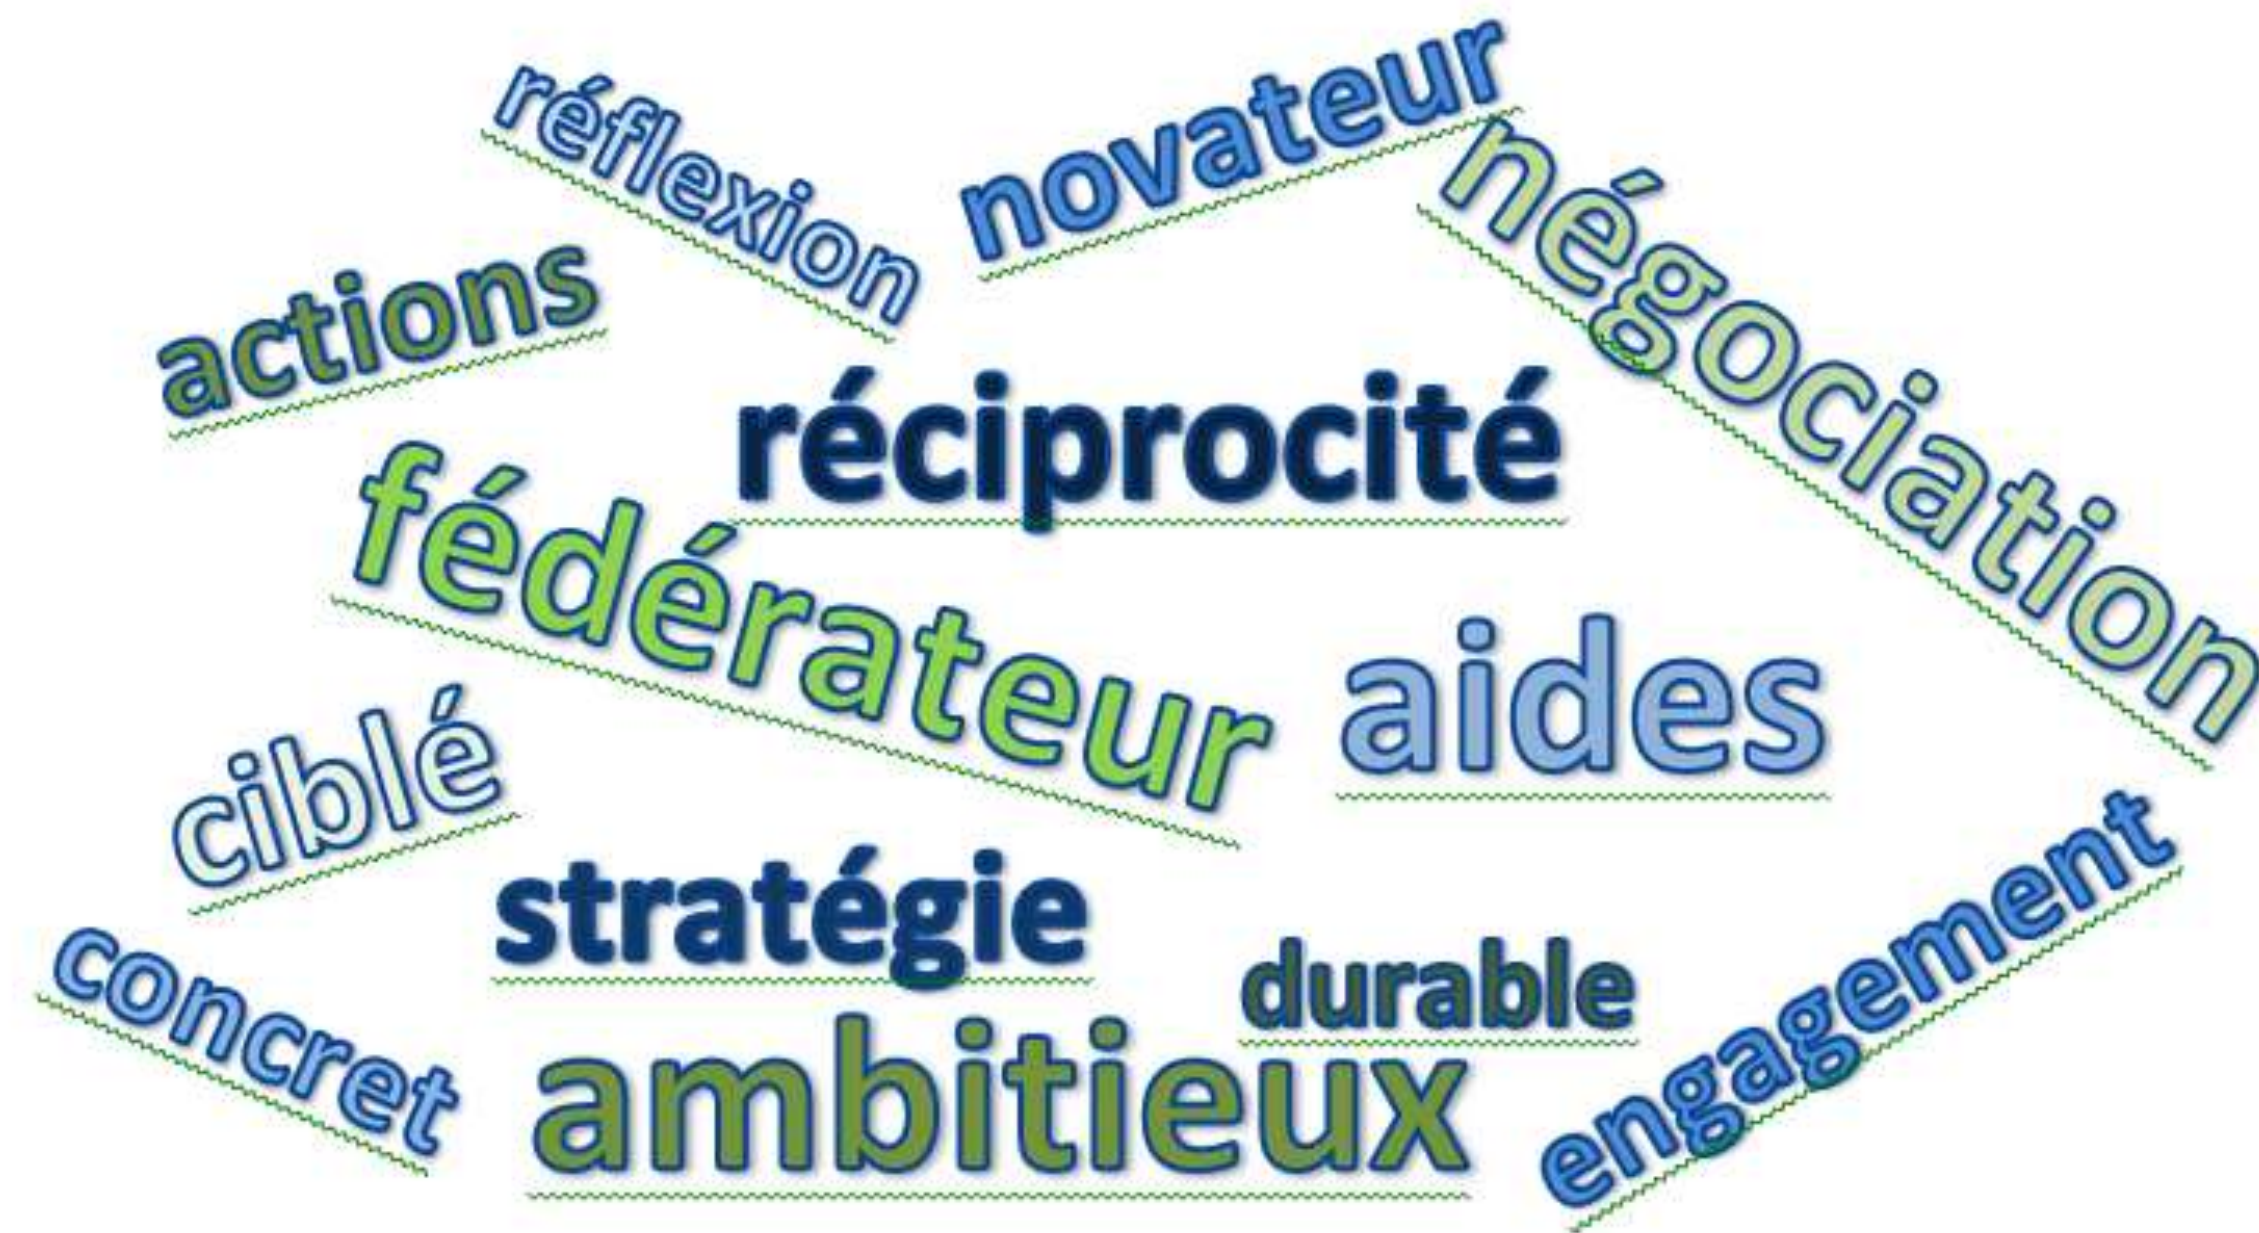 réflexion
novateur
négociation
actions
réciprocité
fédérateur
aides
ciblé
stratégie
engagement
durable
concret
ambitieux